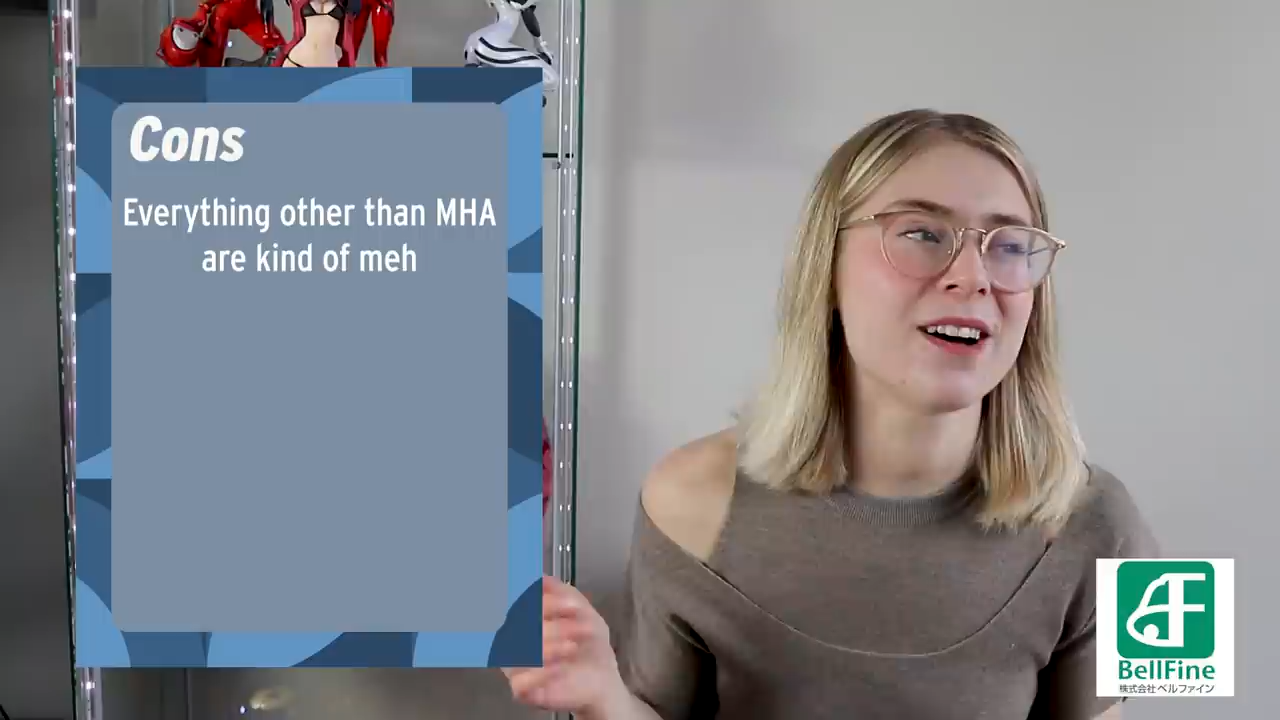 Cons
Everything other than MHA
are kind of meh
BellFine
株式会社ベルファイン